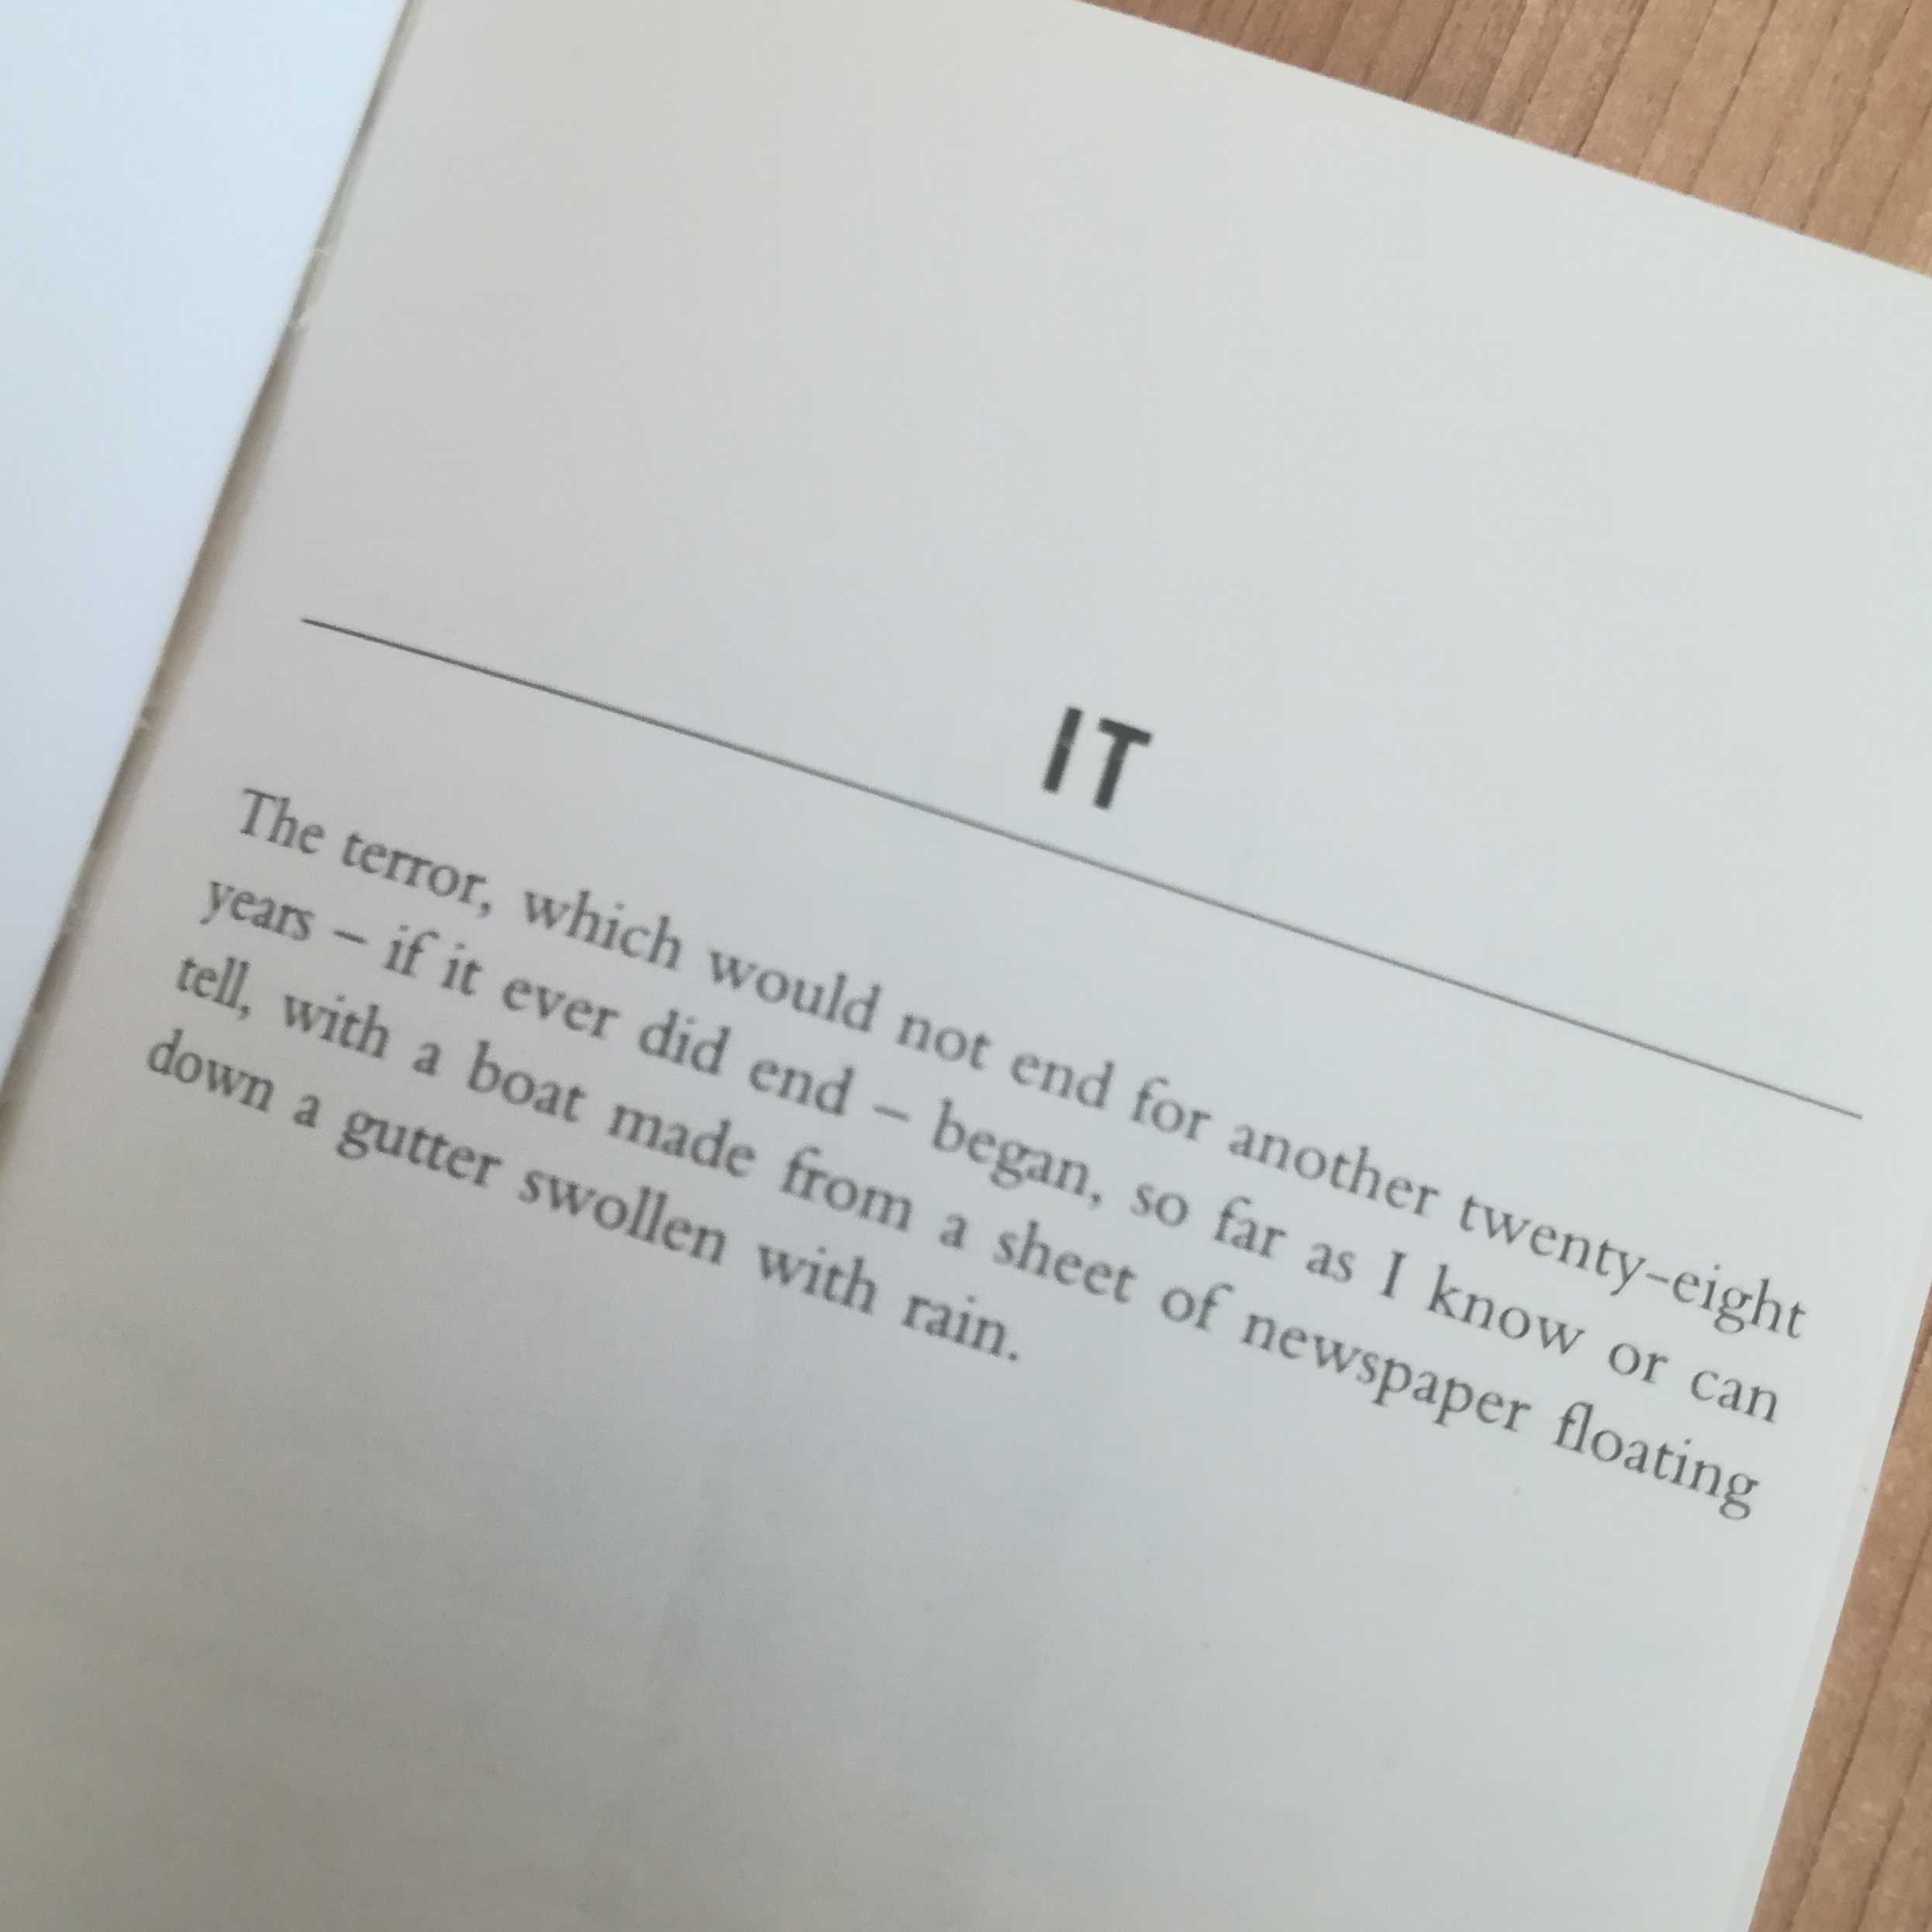 IT
The terror, which would not end for another twenty-eight
years – if it ever did end – began, so far as I know or can
tell, with a boat made from a sheet of newspaper floating
down a gutter swollen with rain.